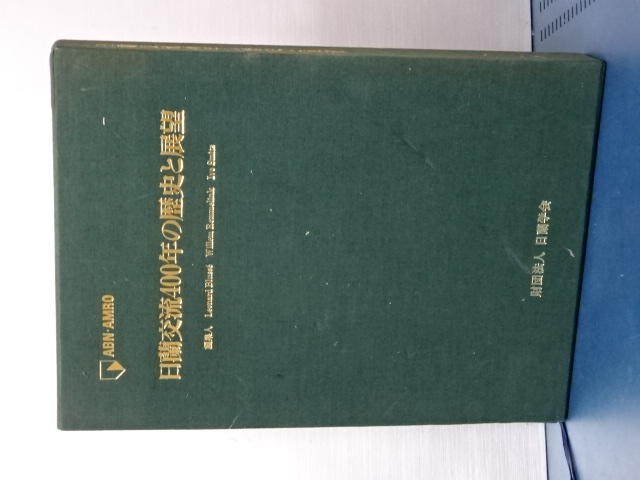 ABN·AMRO
日蘭交流400年の歴史と展望
編集人 Leonard Blussé Willem Remmelink Ivo Smits
財団法人 日蘭学会